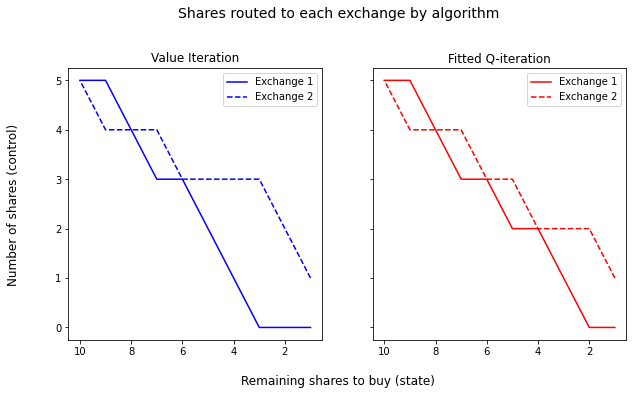 Shares routed to each exchange by algorithm
Value Iteration
Fitted Q-iteration
Exchange 1
Exchange 2
Exchange 1
Exchange 2
Number of shares (control)
5
4
3
2
1
0
10 8 6 4 2
10 8 6 4 2
Remaining shares to buy (state)